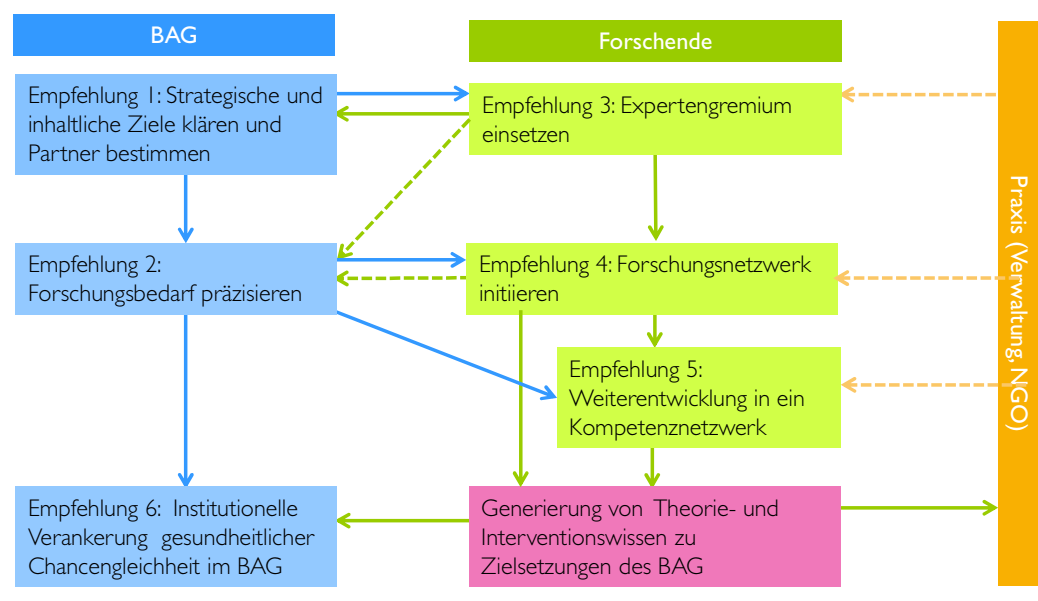 BAG
Forschende
Empfehlung 1: Strategische und
inhaltliche Ziele klären und
Partner bestimmen
Empfehlung 3: Expertengremium
einsetzen
Empfehlung 2:
Forschungsbedarf präzisieren
Empfehlung 4: Forschungsnetzwerk
initiieren
Empfehlung 5:
Weiterentwicklung in ein
Kompetenznetzwerk
Empfehlung 6: Institutionelle
Verankerung gesundheitlicher
Chancengleichheit im BAG
Generierung von Theorie- und
Interventionswissen zu
Zielsetzungen des BAG
Praxis (Verwaltung, NGO)